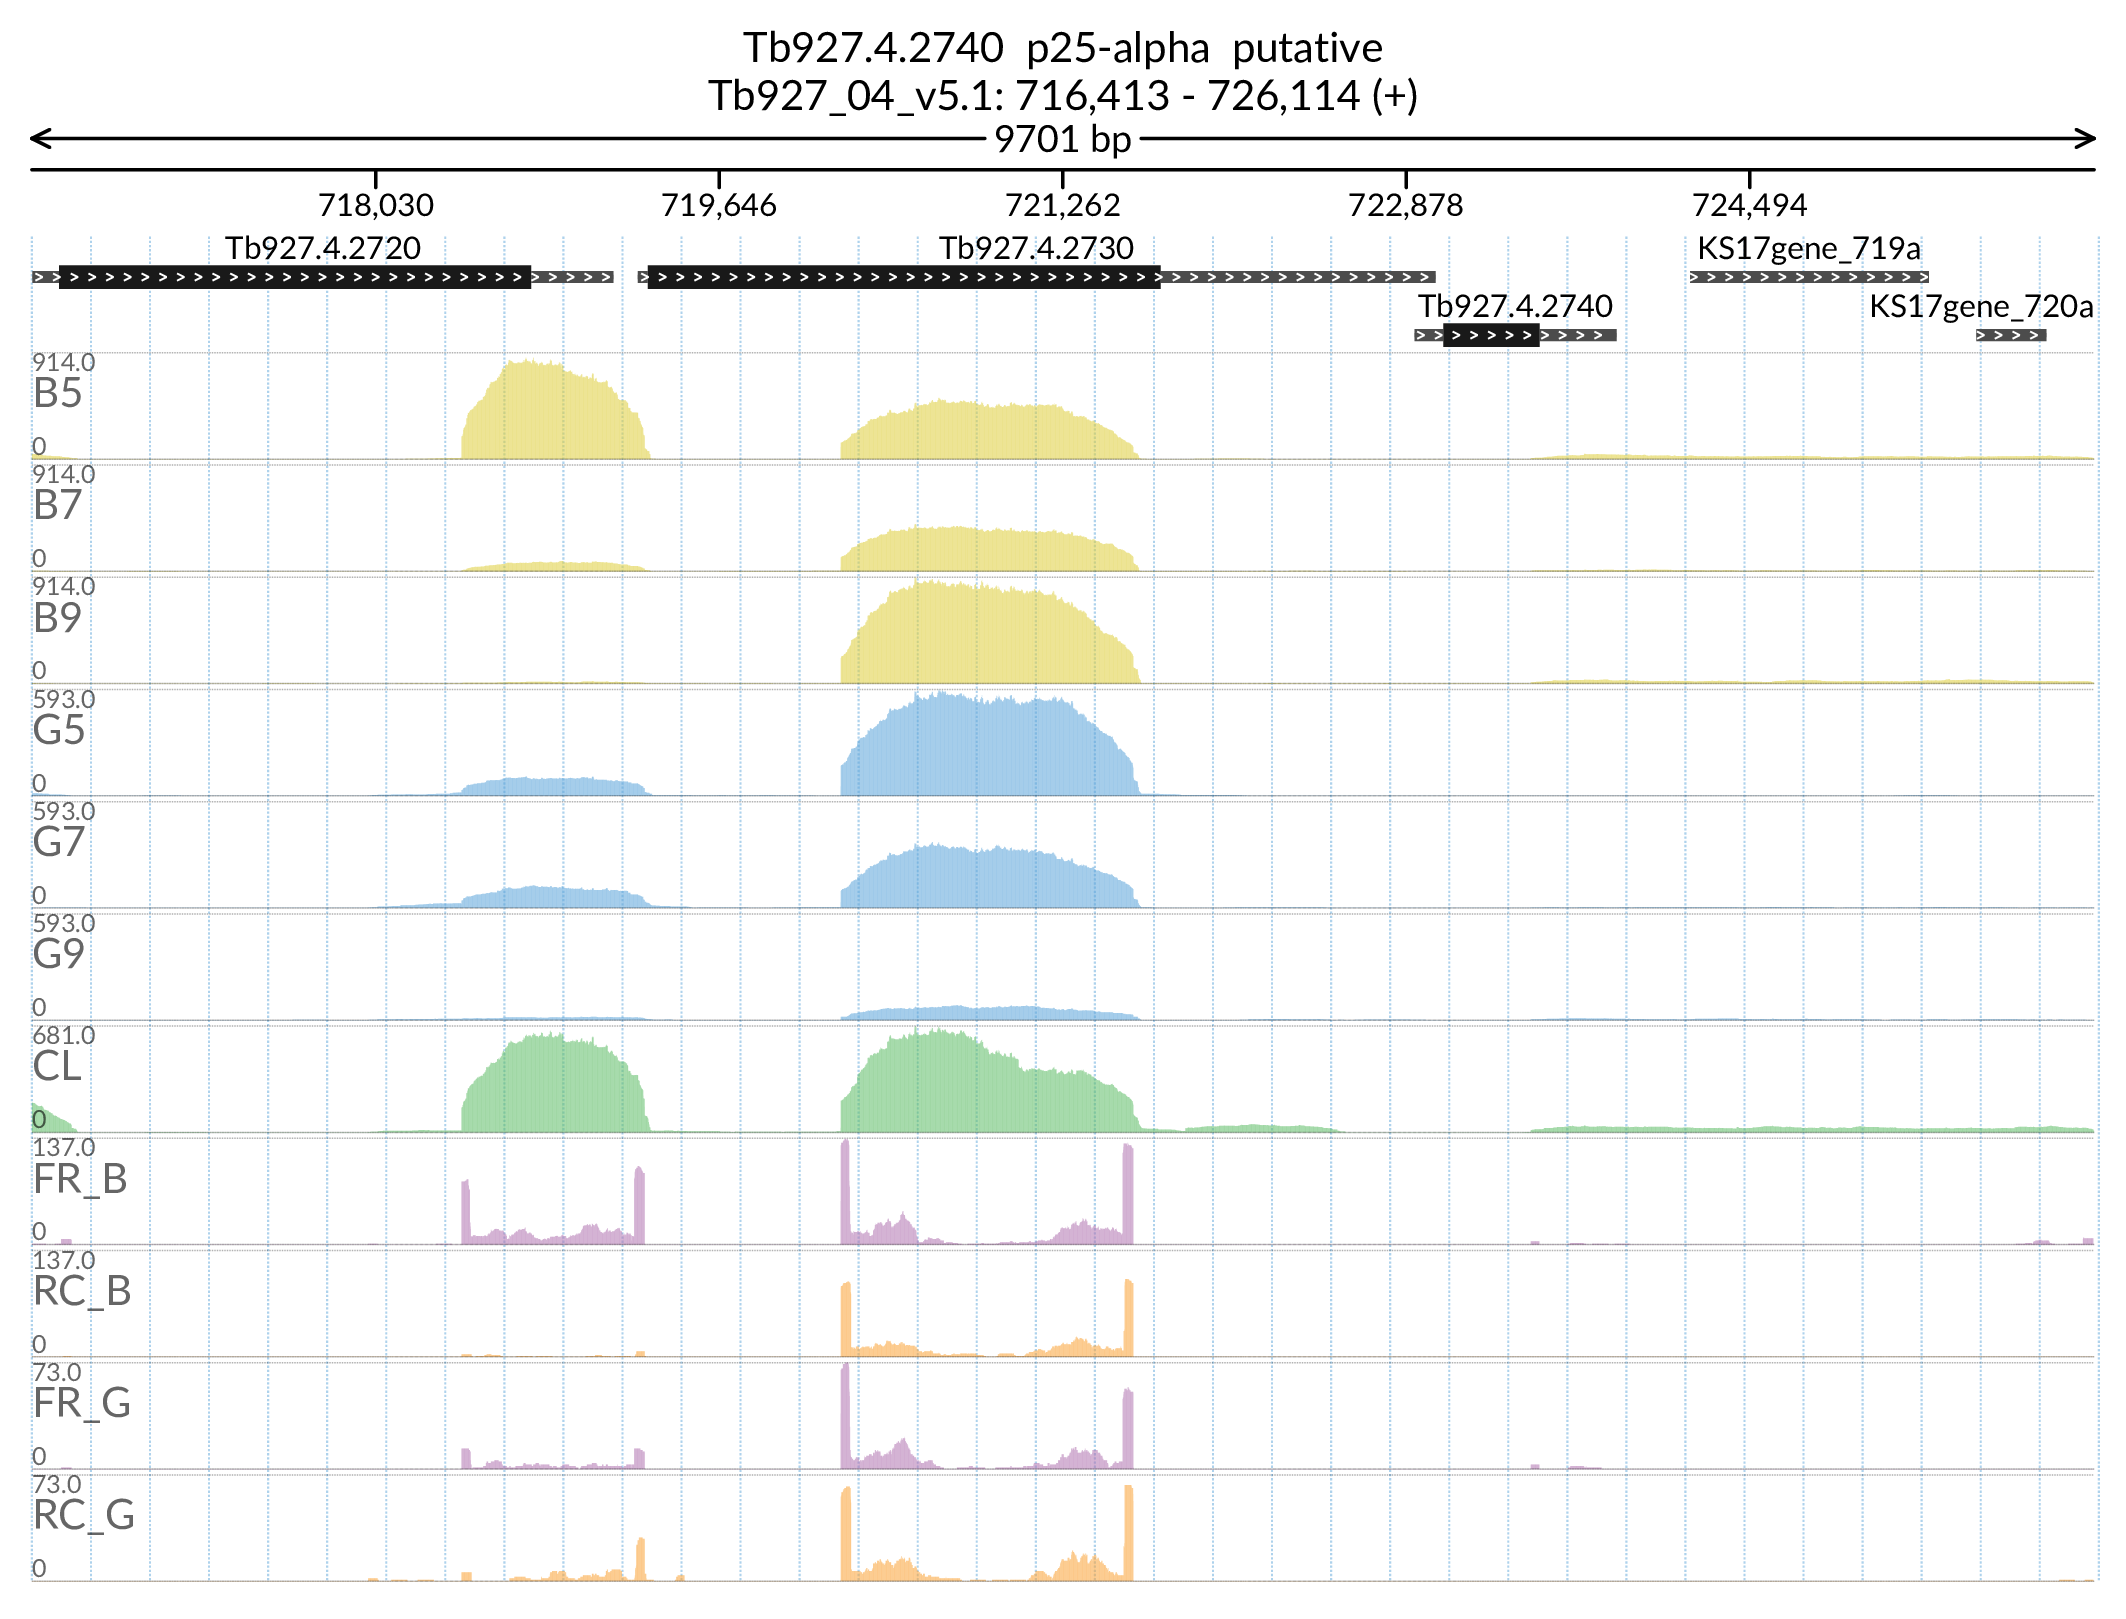 Tb927.4.2740 p25-alpha putative
Tb927_04_v5.1: 716,413 - 726,114 (+)
9701 bp
718,030 719,646 721,262 722,878 724,494
Tb927.4.2720 Tb927.4.2730 KS17gene_719a
Tb927.4.2740 KS17gene_720a
914.0
B5
0
914.0
B7
0
914.0
B9
0
593.0
G5
0
593.0
G7
0
593.0
G9
0
681.0
CL
0
137.0
FR_B
0
137.0
RC_B
0
73.0
FR_G
0
73.0
RC_G
0